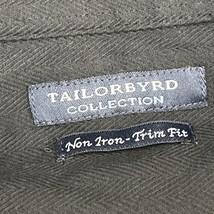 TAILORBYRD
COLLECTION
Non Iron - Trim Fit